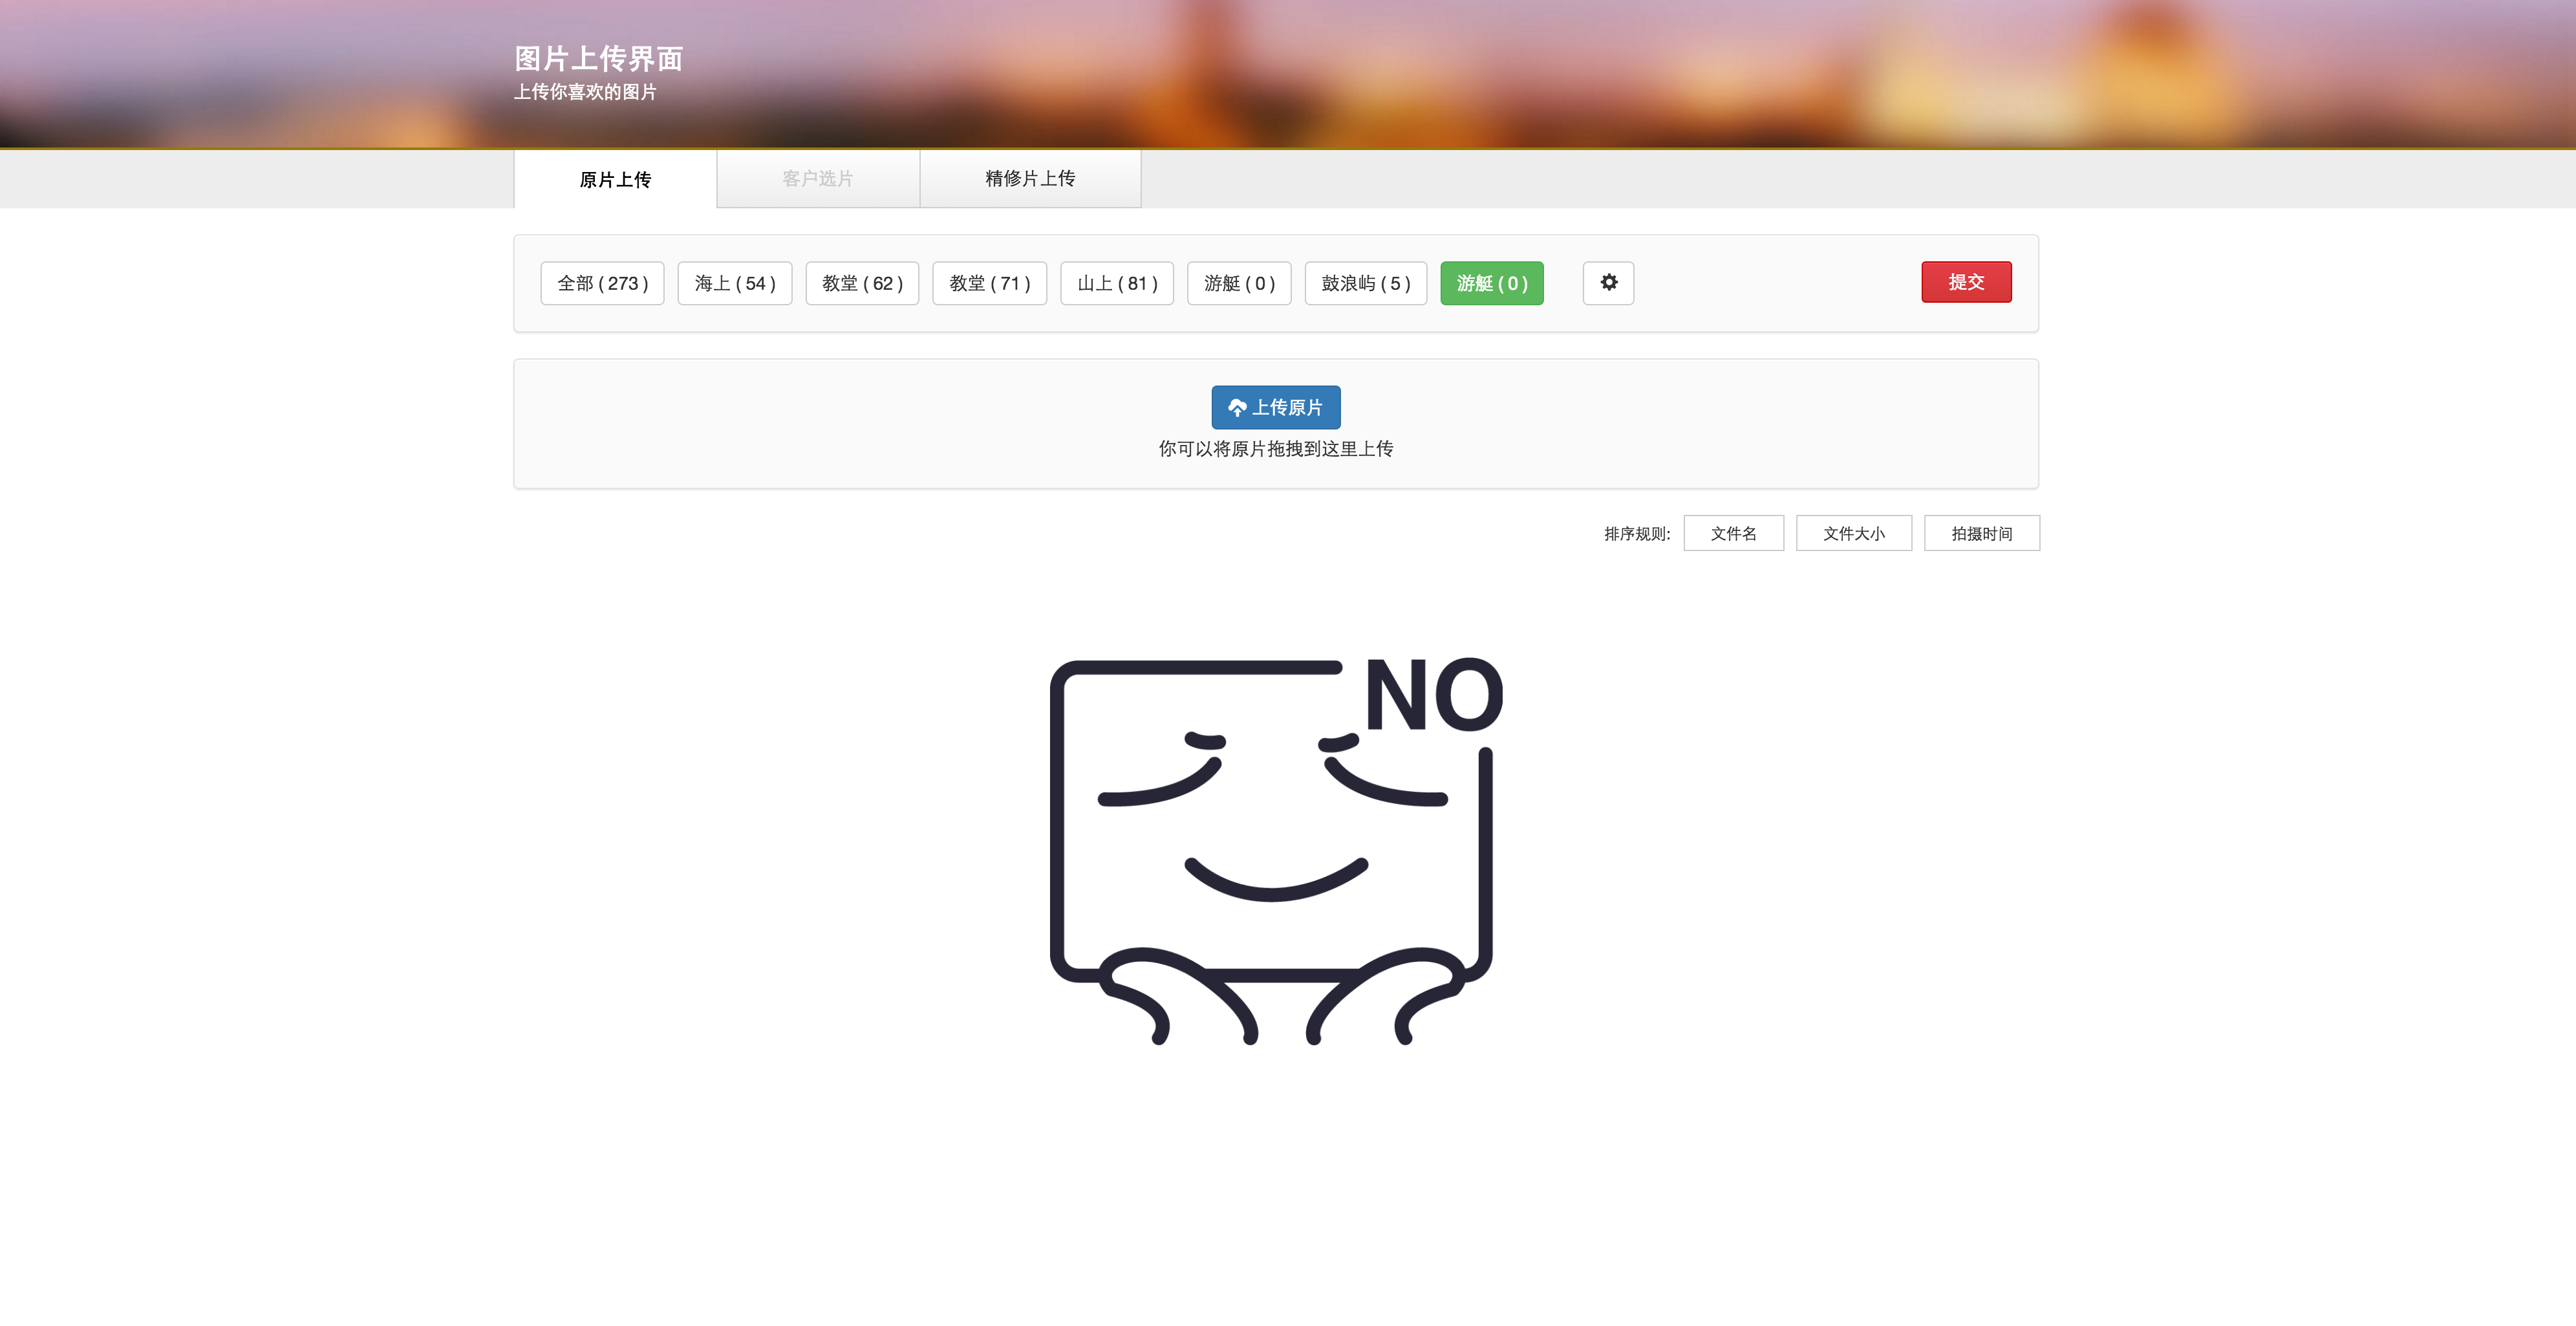 图片上传界面
上传你喜欢的图片
原片上传 客户选片 精修片上传
全部 ( 273 ) 海上 ( 54 ) 教堂 ( 62 ) 教堂 ( 71 ) 山上 ( 81 ) 游艇 ( 0 ) 鼓浪屿 ( 5 ) 游艇 ( 0 ) 提交
上传原片
你可以将原片拖拽到这里上传
排序规则: 文件名 文件大小 拍摄时间
NO